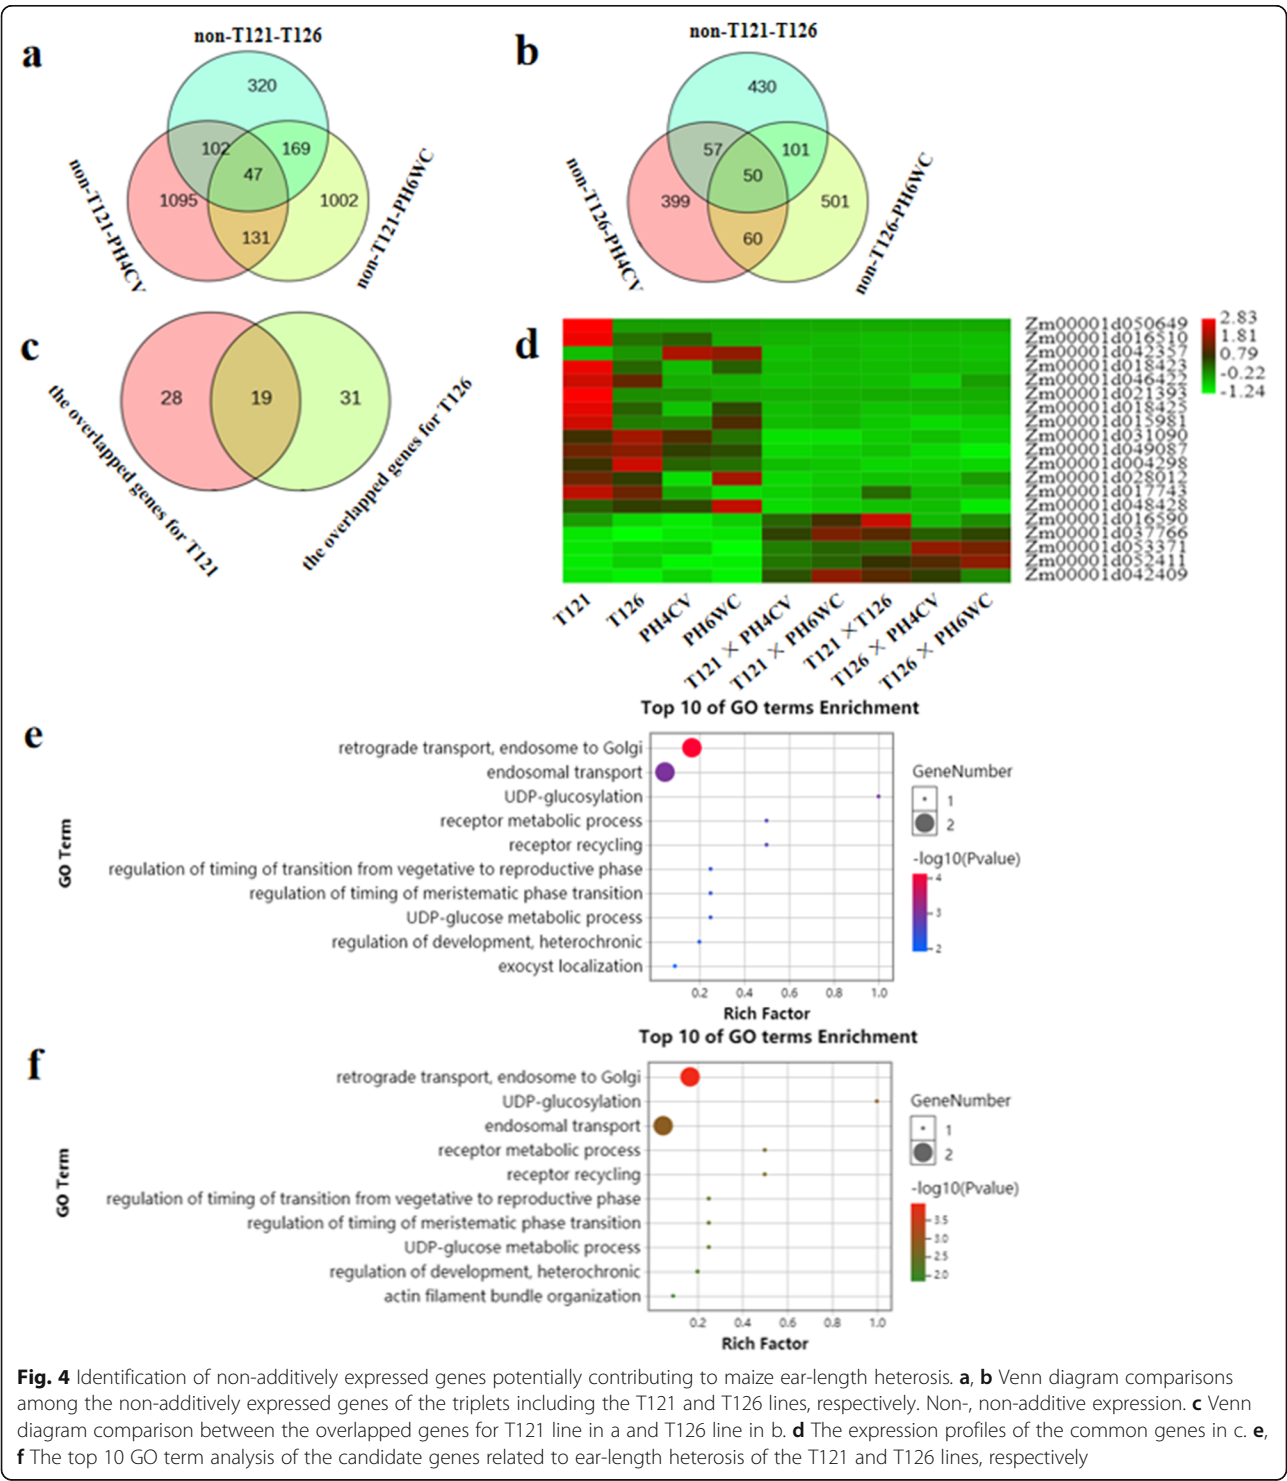 a
non-T121-T126
320
102
169
47
1095
1002
131
non-T121-PH4CV
non-T121-PH6WC
b
non-T121-T126
430
57
101
50
399
501
60
non-T126-PH4CV
non-T126-PH6WC
c
28
19
31
the overlapped genes for T121
the overlapped genes for T126
d
Zm00001d050649
Zm00001d016510
Zm00001d042357
Zm00001d018423
Zm00001d046422
Zm00001d021393
Zm00001d018425
Zm00001d015981
Zm00001d031090
Zm00001d049087
Zm00001d004298
Zm00001d028012
Zm00001d017743
Zm00001d048428
Zm00001d016590
Zm00001d037766
Zm00001d053371
Zm00001d052411
Zm00001d042409
2.83
1.81
0.79
-0.22
-1.24
T121
T126
PH4CV
PH6WC
T121 × PH4CV
T121 × PH6WC
T121 × T126
T126 × PH4CV
T126 × PH6WC
e
Top 10 of GO terms Enrichment
GO Term
retrograde transport, endosome to Golgi
endosomal transport
UDP-glucosylation
receptor metabolic process
receptor recycling
regulation of timing of transition from vegetative to reproductive phase
regulation of timing of meristematic phase transition
UDP-glucose metabolic process
regulation of development, heterochronic
exocyst localization
0.2 0.4 0.6 0.8 1.0
Rich Factor
GeneNumber
1
2
-log10(Pvalue)
4
3
2
f
Top 10 of GO terms Enrichment
GO Term
retrograde transport, endosome to Golgi
UDP-glucosylation
endosomal transport
receptor metabolic process
receptor recycling
regulation of timing of transition from vegetative to reproductive phase
regulation of timing of meristematic phase transition
UDP-glucose metabolic process
regulation of development, heterochronic
actin filament bundle organization
0.2 0.4 0.6 0.8 1.0
Rich Factor
GeneNumber
1
2
-log10(Pvalue)
3.5
3.0
2.5
2.0
Fig. 4 Identification of non-additively expressed genes potentially contributing to maize ear-length heterosis. a, b Venn diagram comparisons
among the non-additively expressed genes of the triplets including the T121 and T126 lines, respectively. Non-, non-additive expression. c Venn
diagram comparison between the overlapped genes for T121 line in a and T126 line in b. d The expression profiles of the common genes in c. e,
f The top 10 GO term analysis of the candidate genes related to ear-length heterosis of the T121 and T126 lines, respectively